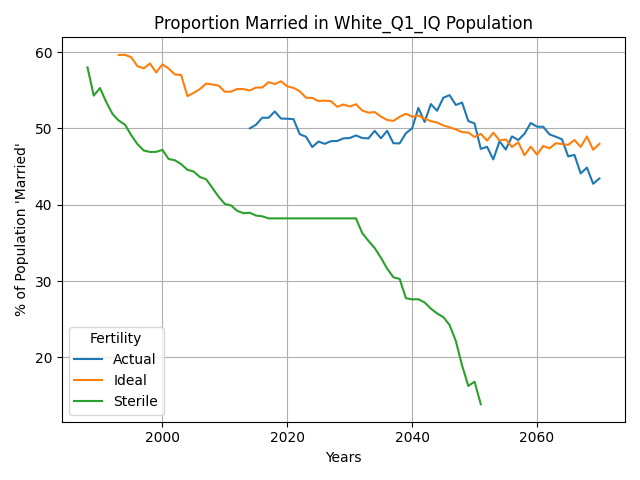 Proportion Married in White_Q1_IQ Population
% of Population 'Married'
60
50
40
30
20
Fertility
Actual
Ideal
Sterile
2000
2020
2040
2060
Years